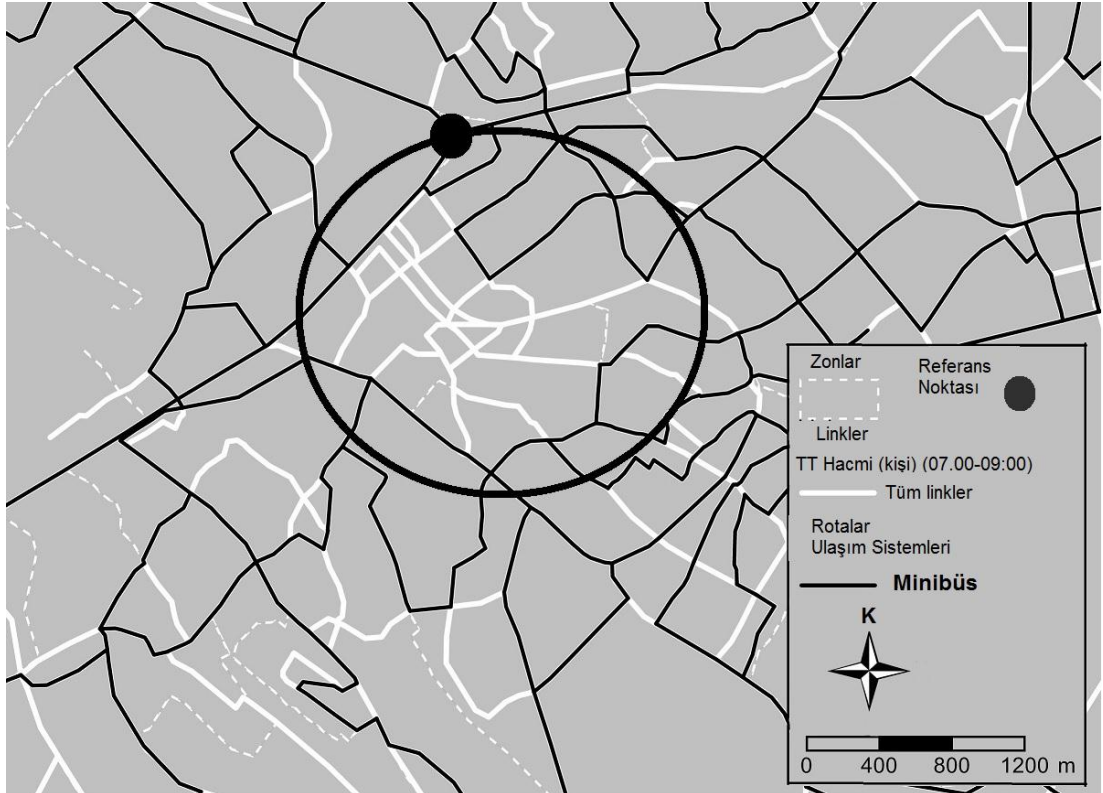 Zonlar
Referans
Noktası
Linkler
TT Hacmi (kişi) (07.00-09:00)
Tüm linkler
Rotalar
Ulaşım Sistemleri
Minibüs
K
0 400 800 1200 m